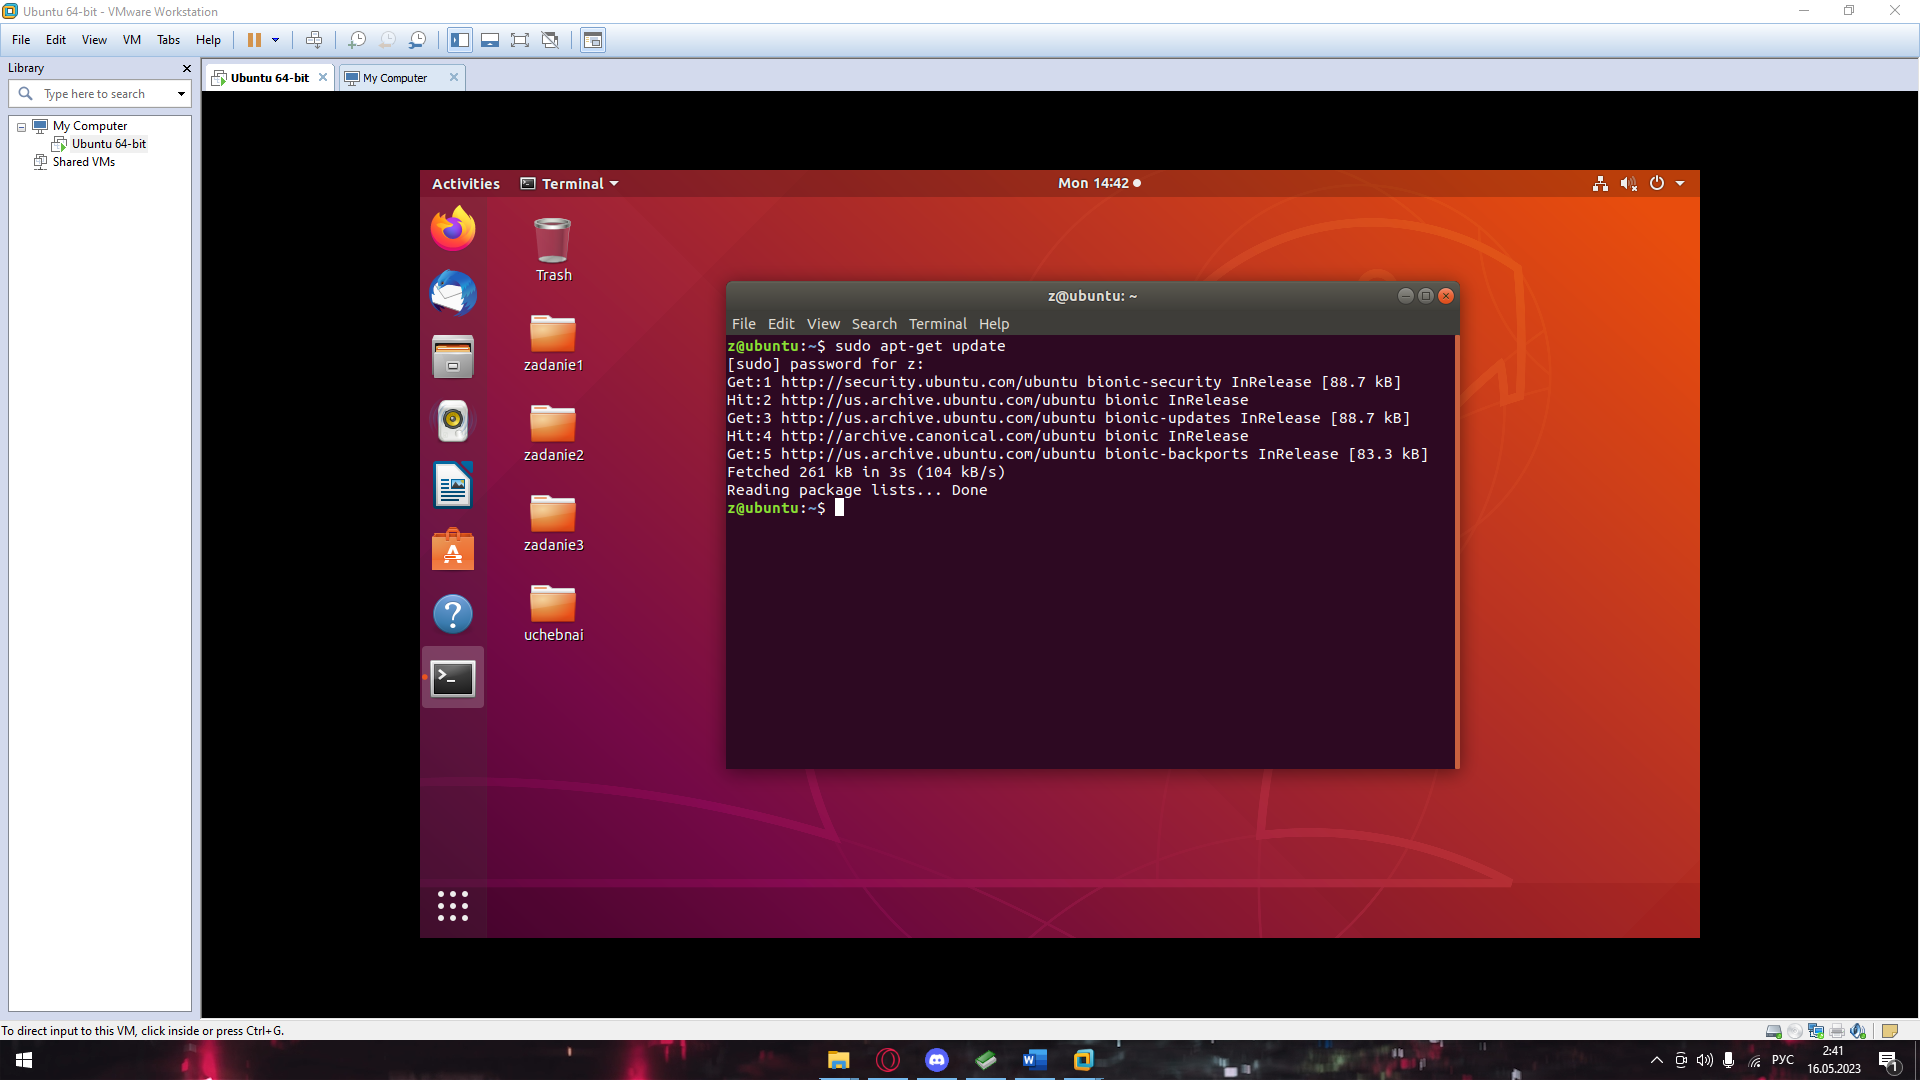 Ubuntu 64-bit - VMware Workstation
File Edit View VM Tabs Help
Library
Type here to search
My Computer
Ubuntu 64-bit
Shared VMs
Ubuntu 64-bit
My Computer
Activities Terminal Mon 14:42
Trash
zadanie1
zadanie2
zadanie3
uchebnai
z@ubuntu: ~
File Edit View Search Terminal Help
z@ubuntu:~$ sudo apt-get update
[sudo] password for z:
Get:1 http://security.ubuntu.com/ubuntu bionic-security InRelease [88.7 kB]
Hit:2 http://us.archive.ubuntu.com/ubuntu bionic InRelease
Get:3 http://us.archive.ubuntu.com/ubuntu bionic-updates InRelease [88.7 kB]
Hit:4 http://archive.canonical.com/ubuntu bionic InRelease
Get:5 http://us.archive.ubuntu.com/ubuntu bionic-backports InRelease [83.3 kB]
Fetched 261 kB in 3s (104 kB/s)
Reading package lists... Done
z@ubuntu:~$
To direct input to this VM, click inside or press Ctrl+G.
РУС
2:41
16.05.2023
1